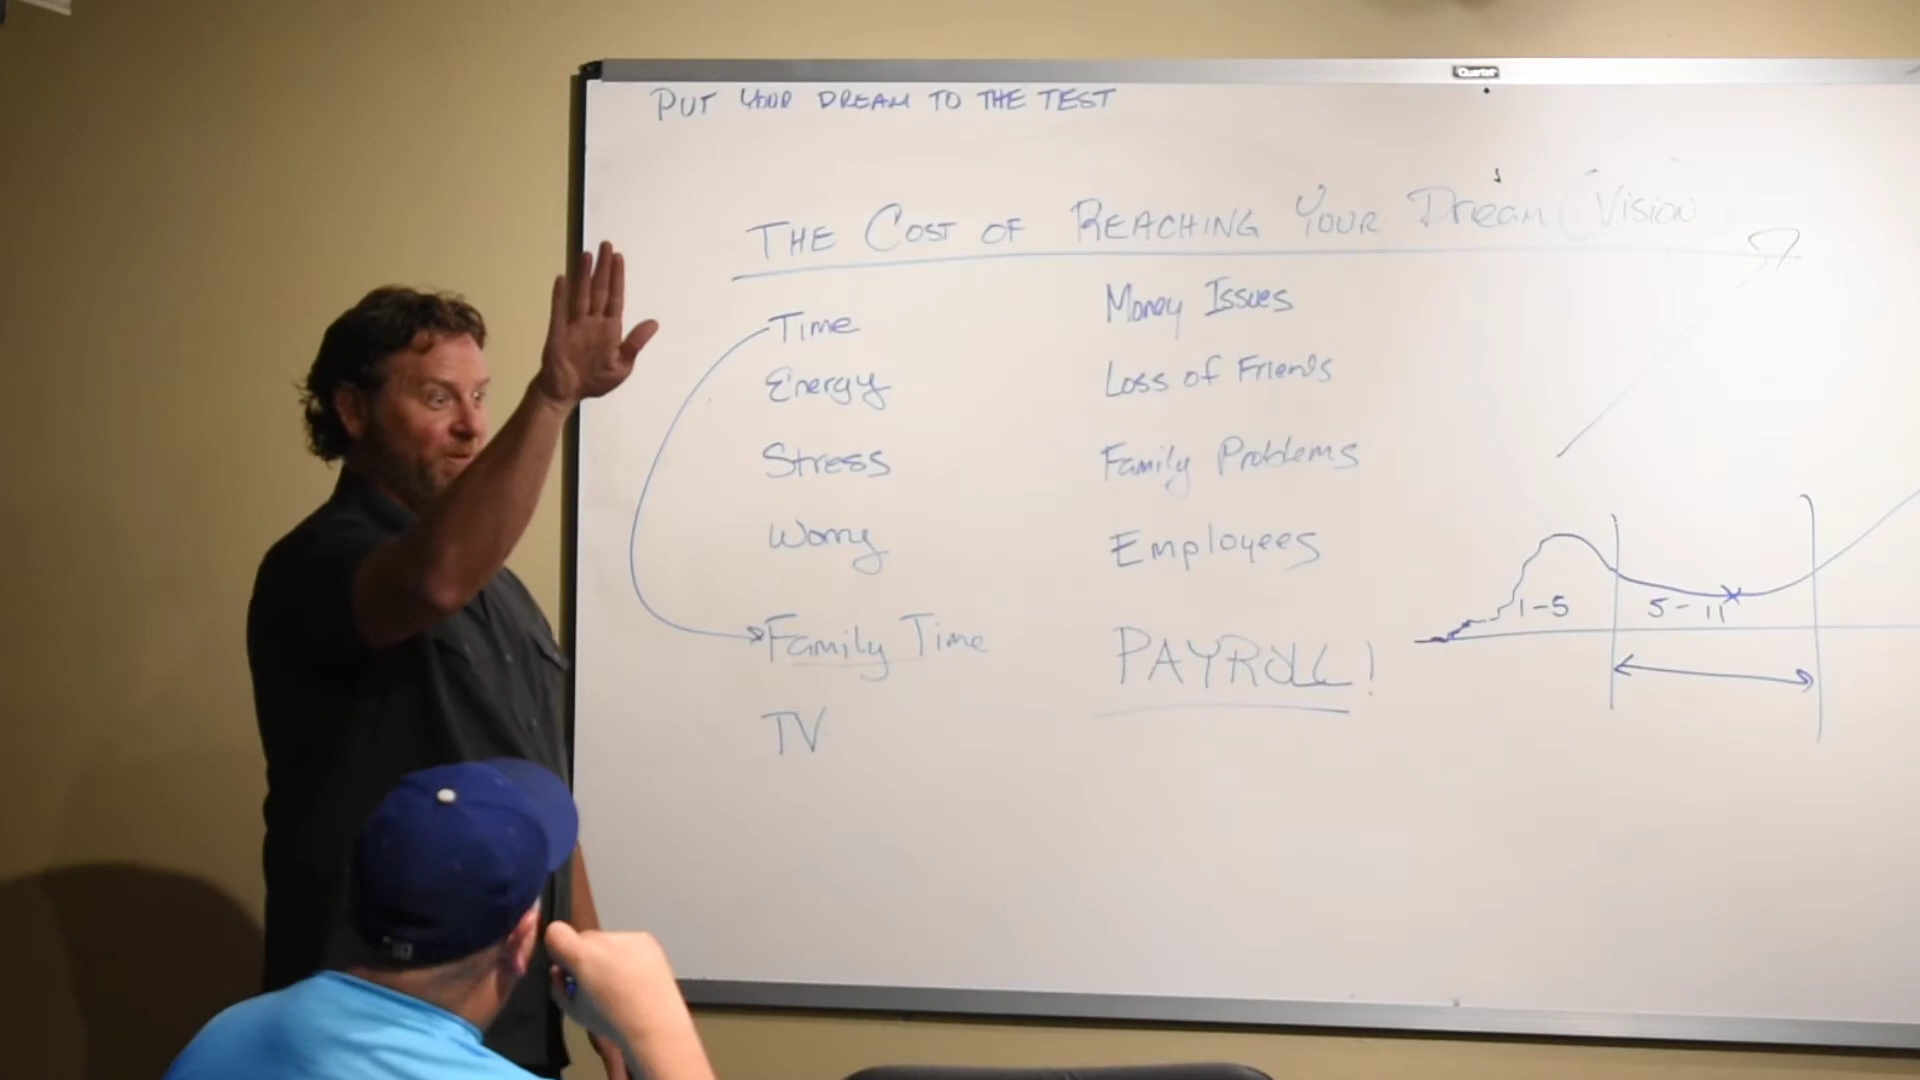 Quartet
PUT YOUR DREAM TO THE TEST
THE COST OF REACHING YOUR Dream (Vision
Time
Energy
Stress
Worry
Family Time
TV
Money Issues
Loss of Friends
Family Problems
Employees
PAYROLL!
1-5
5-11